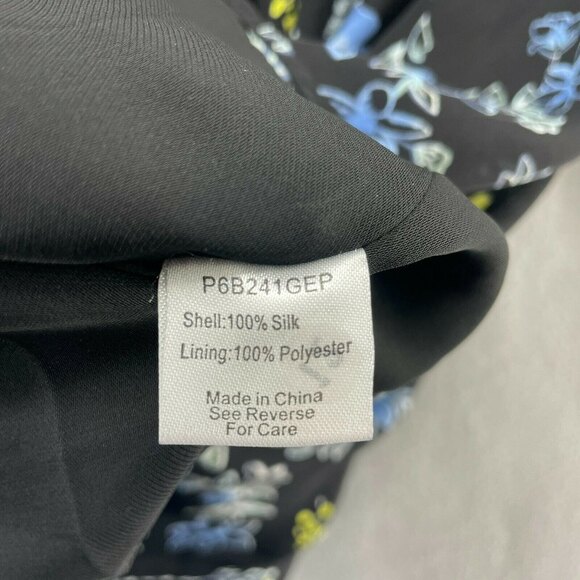 P6B241GEP
Shell:100% Silk
Lining:100% Polyester
Made in China
See Reverse
For Care